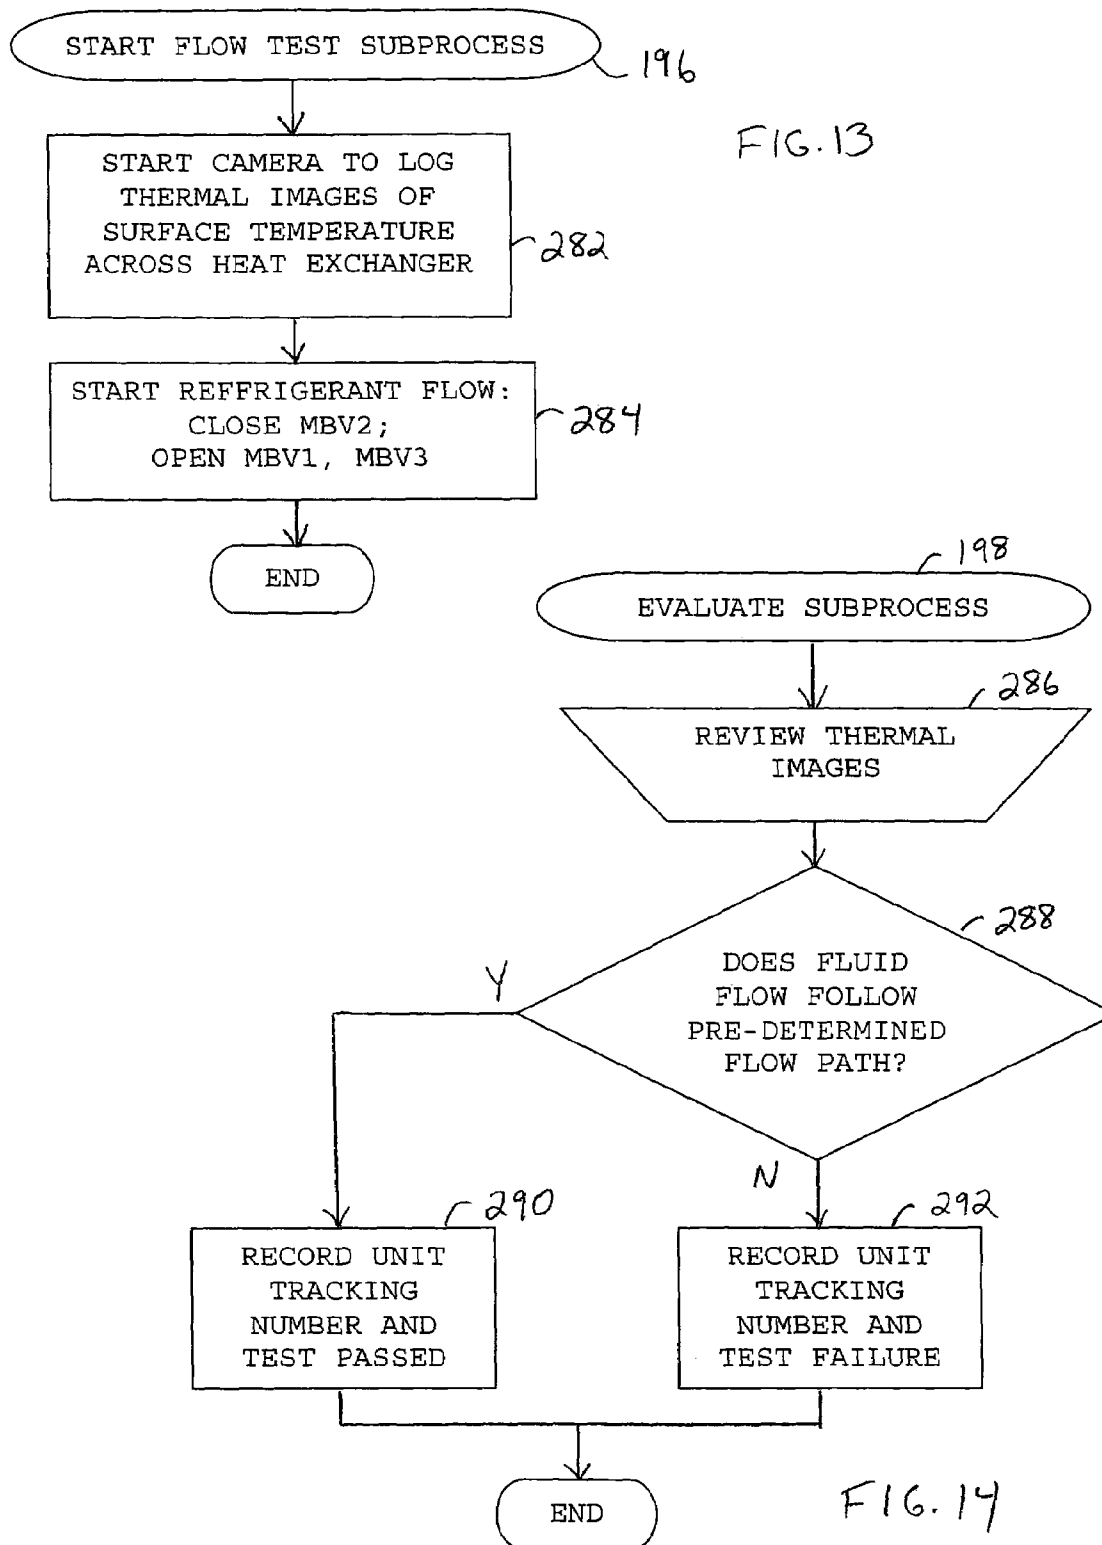 START FLOW TEST SUBPROCESS
196
FIG.13
START CAMERA TO LOG
THERMAL IMAGES OF
SURFACE TEMPERATURE
ACROSS HEAT EXCHANGER
282
START REFFRIGERANT FLOW:
CLOSE MBV2;
OPEN MBV1, MBV3
284
END
198
EVALUATE SUBPROCESS
286
REVIEW THERMAL
IMAGES
288
DOES FLUID
FLOW FOLLOW
PRE-DETERMINED
FLOW PATH?
Y
N
290
RECORD UNIT
TRACKING
NUMBER AND
TEST PASSED
292
RECORD UNIT
TRACKING
NUMBER AND
TEST FAILURE
END
FIG.14